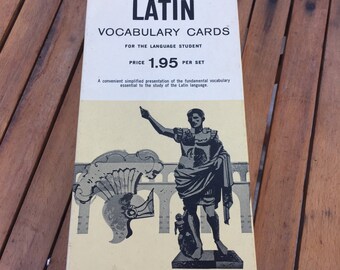 LATIN
VOCABULARY CARDS
FOR THE LANGUAGE STUDENT
PRICE 1.95 PER SET
A convenient simplified presentation of the fundamental vocabulary
essential to the study of the Latin language.